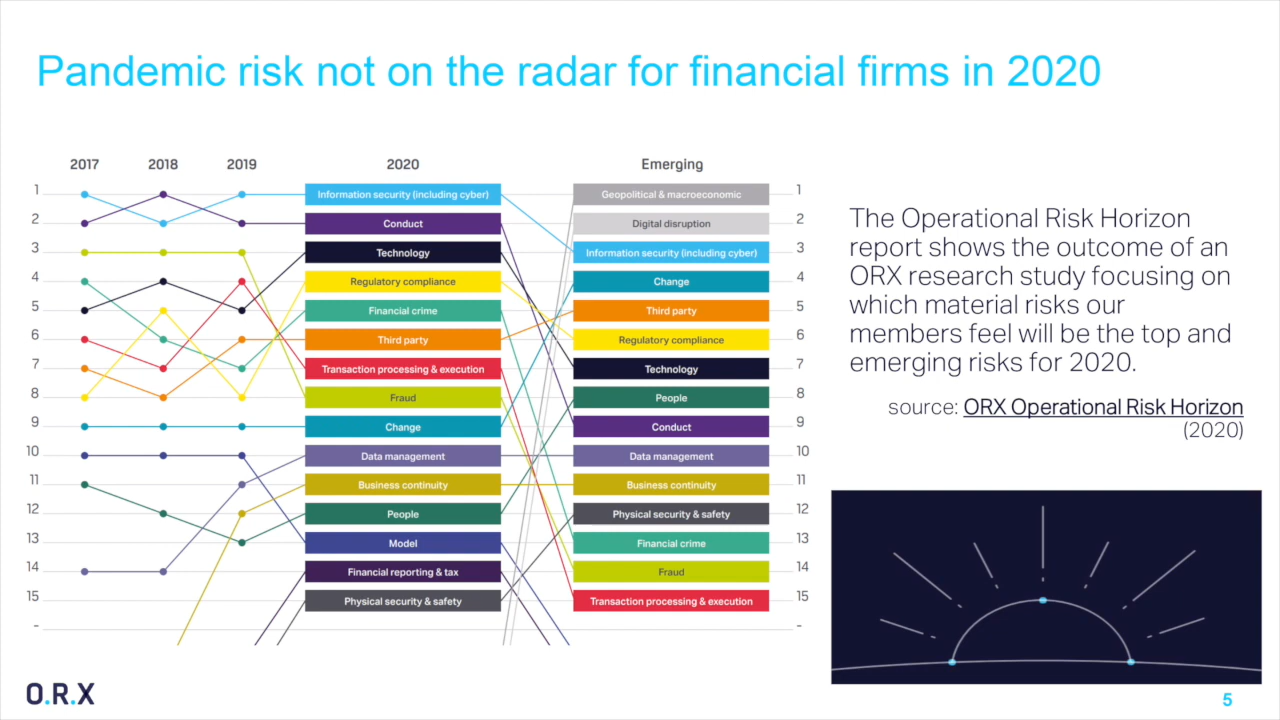 Pandemic risk not on the radar for financial firms in 2020
2017 2018 2019 2020 Emerging
1 Information security (including cyber) Geopolitical & macroeconomic 1
2 Conduct Digital disruption 2
3 Technology Information security (including cyber) 3
4 Regulatory compliance Change 4
5 Financial crime Third party 5
6 Third party Regulatory compliance 6
7 Transaction processing & execution Technology 7
8 Fraud People 8
9 Change Conduct 9
10 Data management Data management 10
11 Business continuity Business continuity 11
12 People Physical security & safety 12
13 Model Financial crime 13
14 Financial reporting & tax Fraud 14
15 Physical security & safety Transaction processing & execution 15
- -
The Operational Risk Horizon
report shows the outcome of an
ORX research study focusing on
which material risks our
members feel will be the top and
emerging risks for 2020.
source: ORX Operational Risk Horizon
(2020)
O.R.X
5